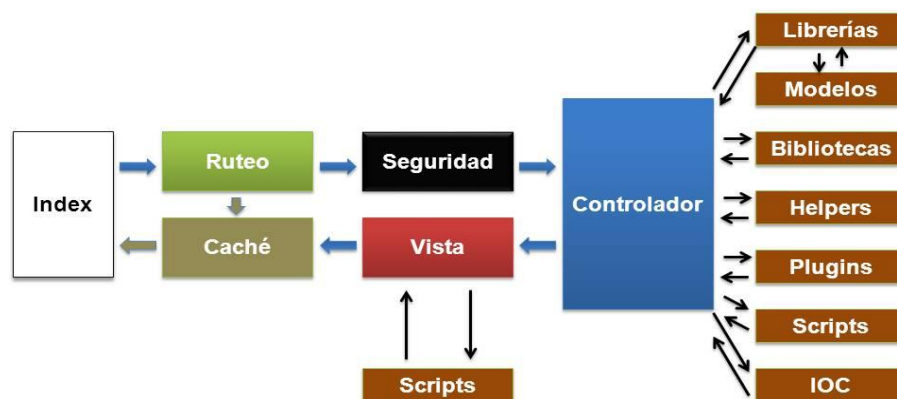 Librerías
Modelos
Ruteo
Seguridad
Bibliotecas
Index
Controlador
Helpers
Caché
Vista
Plugins
Scripts
Scripts
IOC